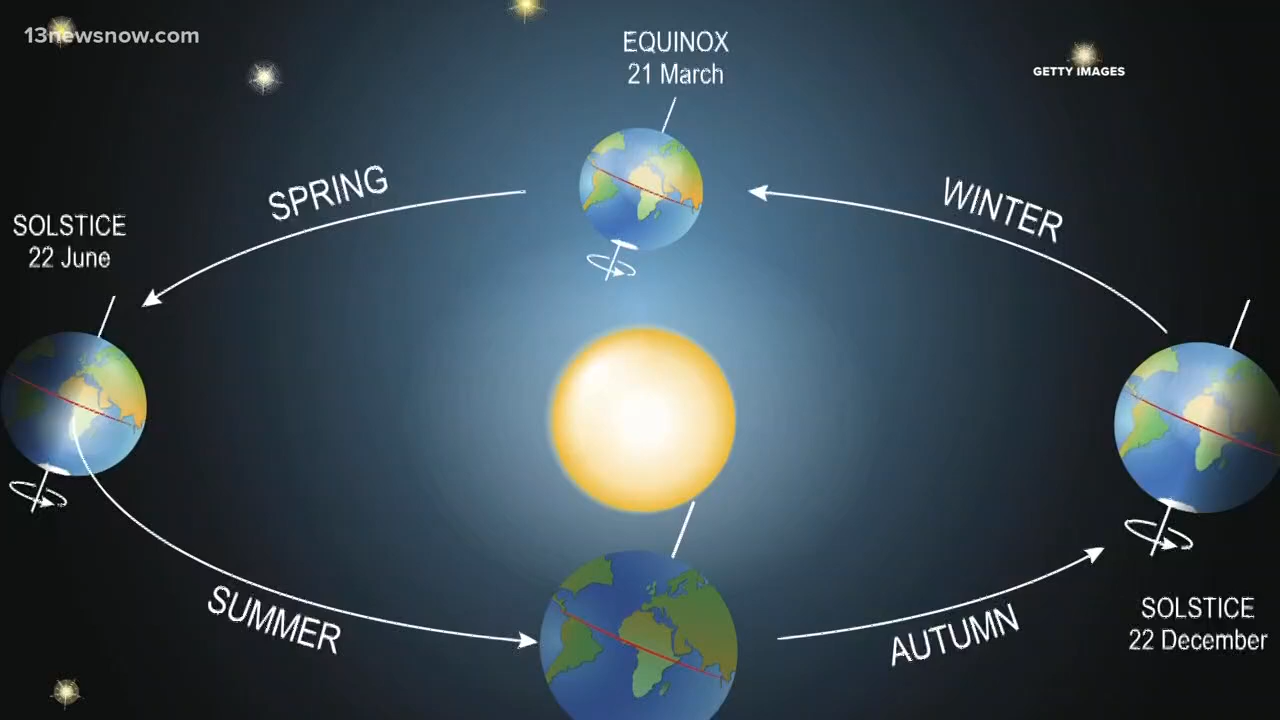 13newsnow.com
EQUINOX
21 March
GETTY IMAGES
SPRING
WINTER
SOLSTICE
22 June
SUMMER
AUTUMN
SOLSTICE
22 December